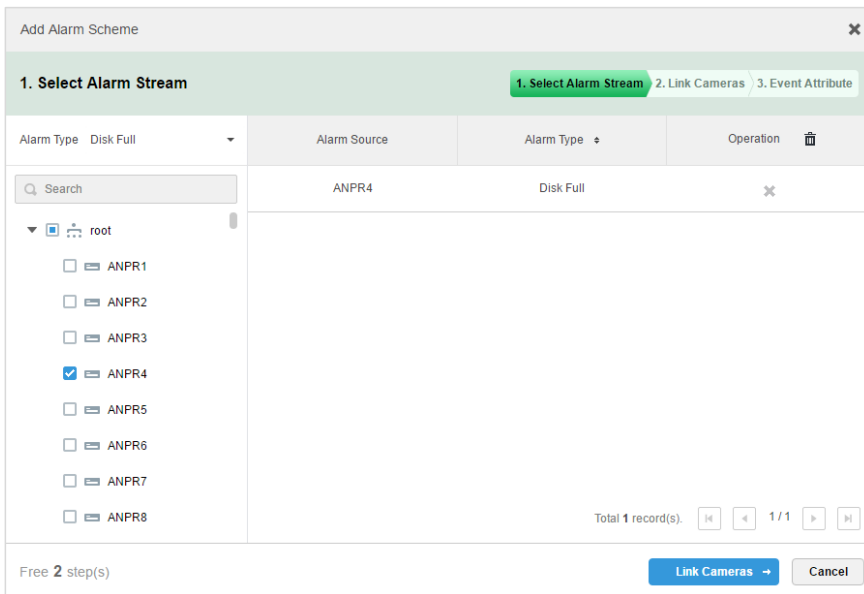 Add Alarm Scheme
1. Select Alarm Stream
1. Select Alarm Stream 2. Link Cameras 3. Event Attribute
Alarm Type Disk Full
Alarm Source Alarm Type Operation
Search
ANPR4 Disk Full
root
ANPR1
ANPR2
ANPR3
ANPR4
ANPR5
ANPR6
ANPR7
ANPR8
Total 1 record(s). 1 / 1
Free 2 step(s)
Link Cameras
Cancel